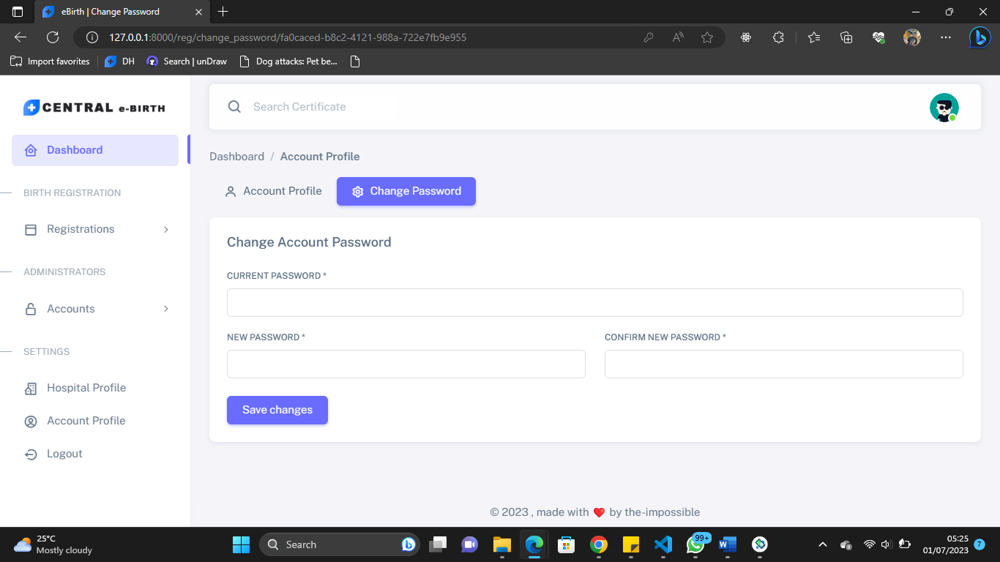 eBirth | Change Password
127.0.0.1:8000/reg/change_password/fa0caced-b8c2-4121-988a-722e7fb9e955
Import favorites
DH
Search | unDraw
Dog attacks: Pet be...
CENTRAL e-BIRTH
Search Certificate
Dashboard
Dashboard / Account Profile
BIRTH REGISTRATION
Account Profile
Change Password
Registrations
Change Account Password
ADMINISTRATORS
CURRENT PASSWORD *
Accounts
NEW PASSWORD *
CONFIRM NEW PASSWORD *
SETTINGS
Hospital Profile
Save changes
Account Profile
Logout
© 2023 , made with ❤️ by the-impossible
25°C
Mostly cloudy
Search
99+
05:25
01/07/2023
7